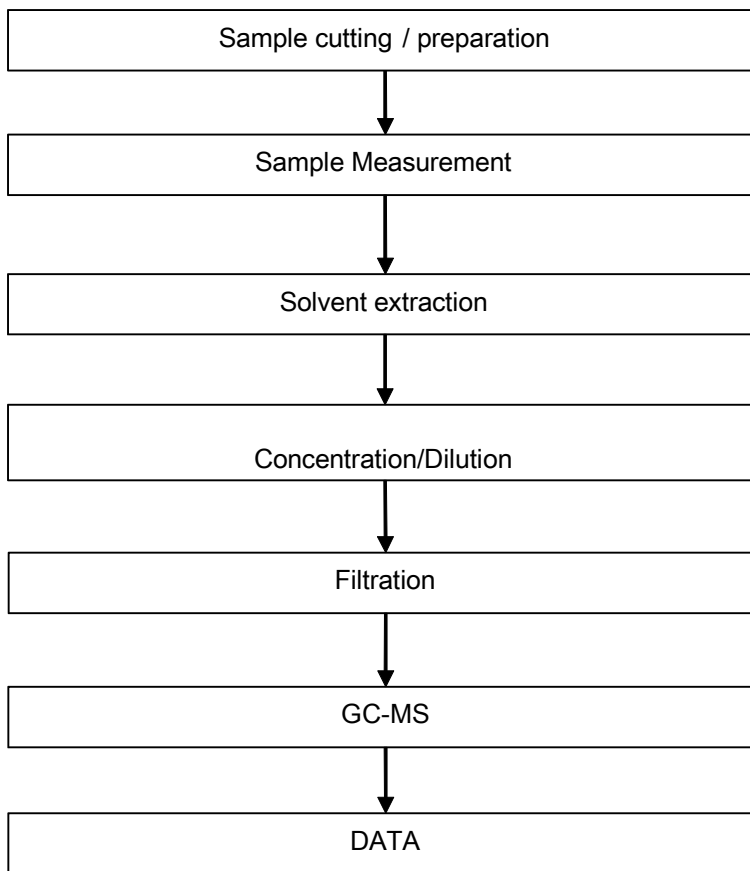 Sample cutting / preparation
Sample Measurement
Solvent extraction
Concentration/Dilution
Filtration
GC-MS
DATA